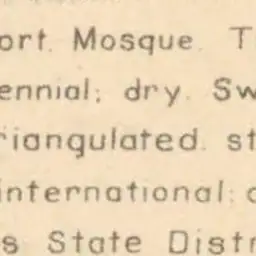 ort. Mosque. T
ennial; dry. Sw
riangulated. st
international;
s State Distr